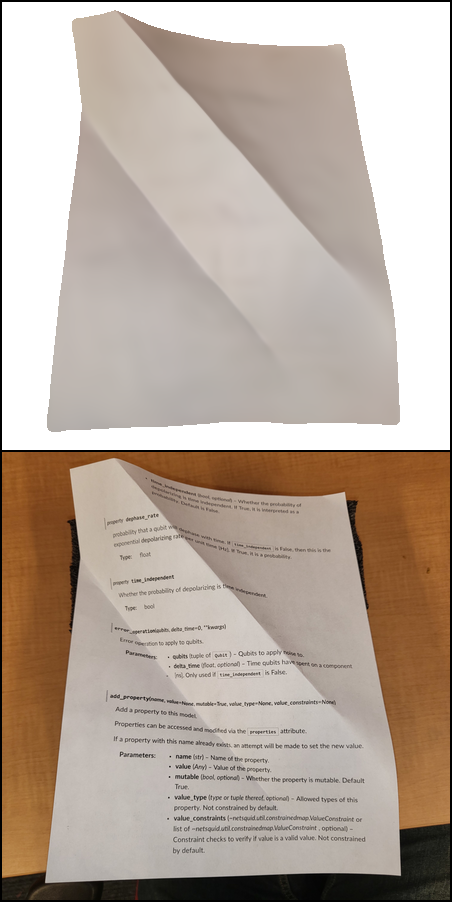 • time_independent (bool, optional) – Whether the probability of
depolarizing is time independent. If True, it is interpreted as a
probability. Default is False.
property dephase_rate
probability that a qubit will dephase with time. If time_independent is False, then this is the
exponential depolarizing rate per unit time [Hz]. If True, it is a probability.
Type: float
property time_independent
Whether the probability of depolarizing is time independent.
Type: bool
error_operation(qubits, delta_time=0, **kwargs)
Error operation to apply to qubits.
Parameters: • qubits (tuple of Qubit) – Qubits to apply noise to.
• delta_time (float, optional) – Time qubits have spent on a component
[ns]. Only used if time_independent is False.
add_property(name, value=None, mutable=True, value_type=None, value_constraints=None)
Add a property to this model.
Properties can be accessed and modified via the properties attribute.
If a property with this name already exists, an attempt will be made to set the new value.
Parameters: • name (str) – Name of the property.
• value (Any) – Value of the property.
• mutable (bool, optional) – Whether the property is mutable. Default
True.
• value_type (type or tuple thereof, optional) – Allowed types of this
property. Not constrained by default.
• value_constraints (~netsquid.util.constrainedmap.ValueConstraint or
list of ~netsquid.util.constrainedmap.ValueConstraint , optional) –
Constraint checks to verify if value is a valid value. Not constrained
by default.